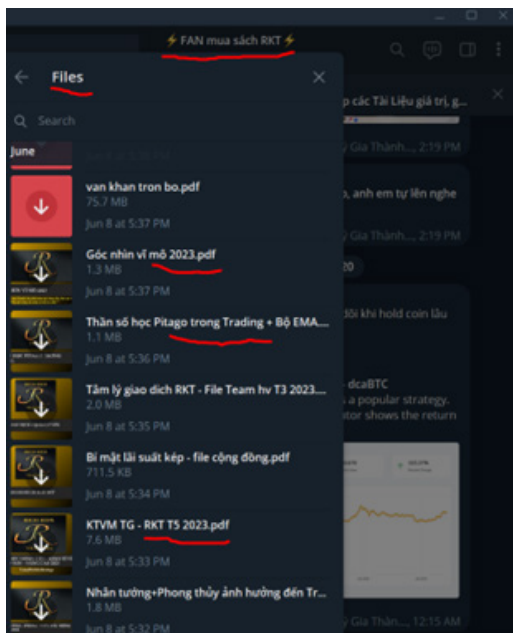 ⚡ FAN mua sách RKT ⚡
Files
p các Tài Liệu giá trị, g...
Search
June
Gia Thành..., 2:19 PM
van khan tron bo.pdf
75.7 MB
Jun 8 at 5:37 PM
, anh em tự lên nghe
Gia Thành..., 2:19 PM
Góc nhìn vĩ mô 2023.pdf
1.3 MB
Jun 8 at 5:37 PM
20
Thần số học Pitago trong Trading + Bộ EMA....
1.1 MB
Jun 8 at 5:36 PM
đôi khi hold coin lâu
Tâm lý giao dich RKT - File Team hv T3 2023....
2.0 MB
Jun 8 at 5:35 PM
- dcaBTC
s a popular strategy.
tor shows the return
Bí mật lãi suất kép - file cộng đồng.pdf
711.5 KB
Jun 8 at 5:34 PM
KTVM TG - RKT T5 2023.pdf
7.6 MB
Jun 8 at 5:33 PM
Nhân tướng+Phong thủy ảnh hưởng đến Tr...
1.8 MB
Jun 8 at 5:32 PM
Gia Thàn..., 12:15 AM